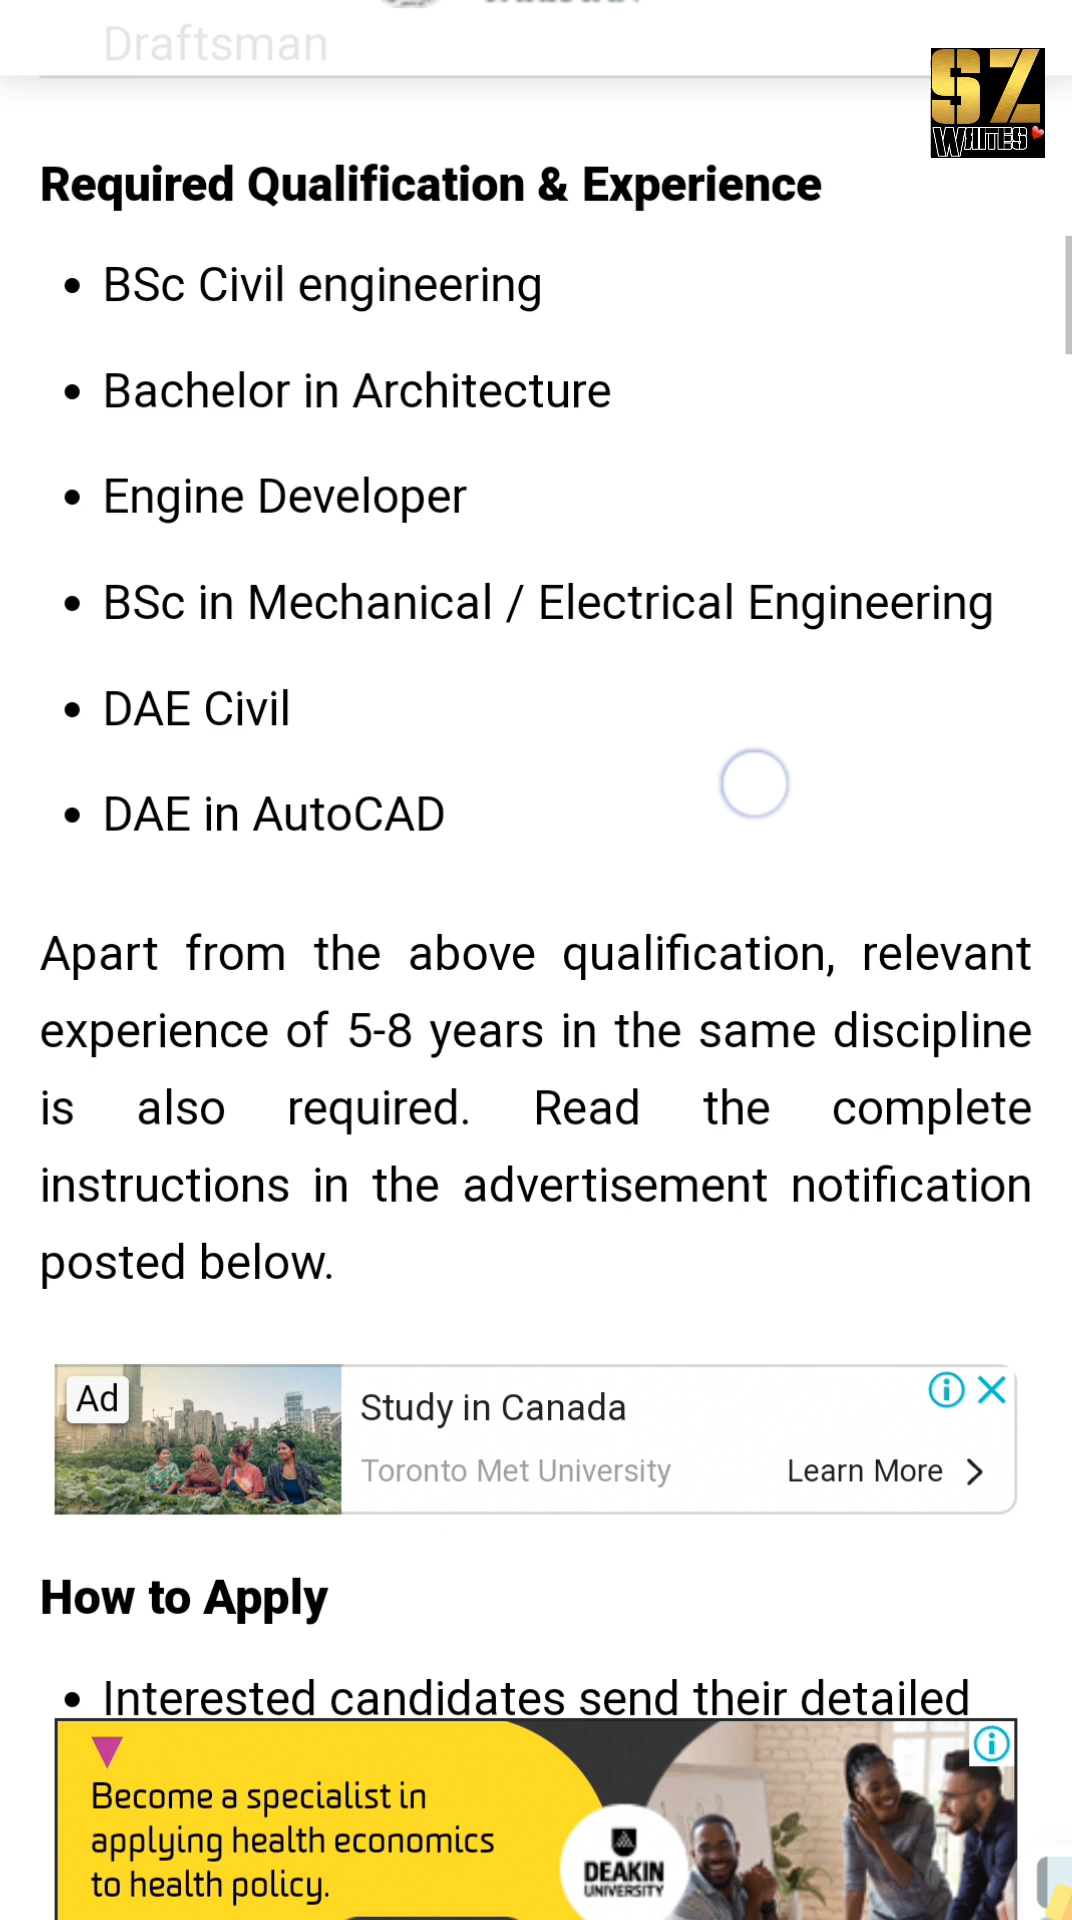 Draftsman
SZ
WRITES
Required Qualification & Experience
• BSc Civil engineering
• Bachelor in Architecture
• Engine Developer
• BSc in Mechanical / Electrical Engineering
• DAE Civil
• DAE in AutoCAD
Apart from the above qualification, relevant
experience of 5-8 years in the same discipline
is also required. Read the complete
instructions in the advertisement notification
posted below.
Ad
Study in Canada
Toronto Met University
Learn More
How to Apply
• Interested candidates send their detailed
Become a specialist in
applying health economics
to health policy.
DEAKIN
UNIVERSITY